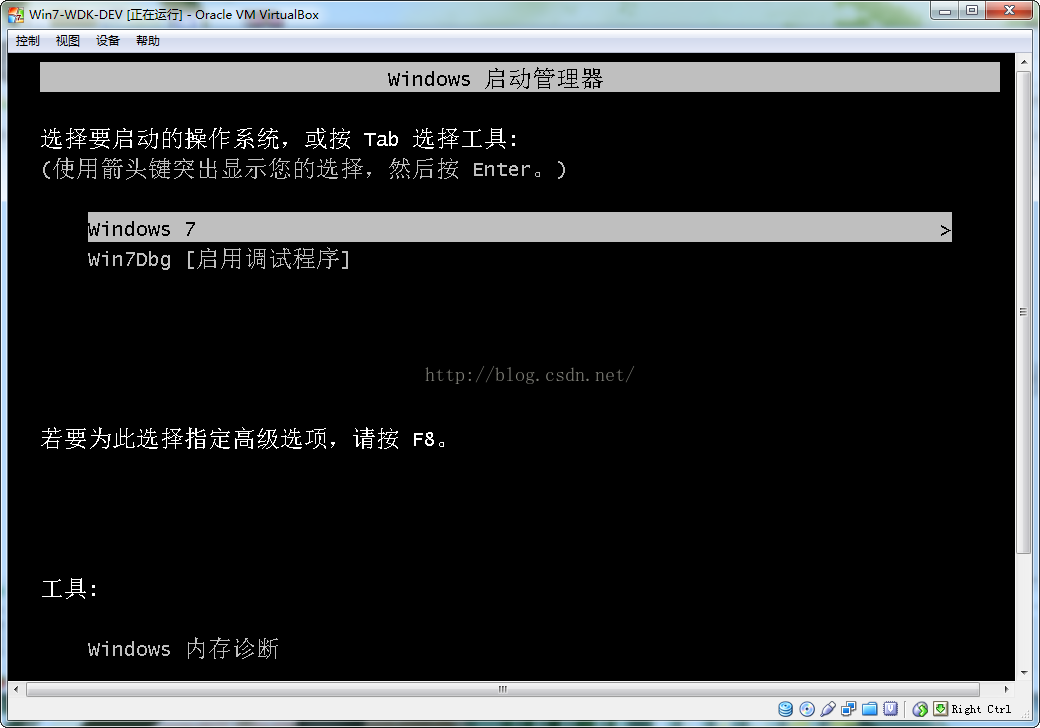 Win7-WDK-DEV [正在运行] - Oracle VM VirtualBox
控制 视图 设备 帮助
Windows 启动管理器
选择要启动的操作系统，或按 Tab 选择工具:
(使用箭头键突出显示您的选择，然后按 Enter。)
Windows 7 >
Win7Dbg [启用调试程序]
http://blog.csdn.net/
若要为此选择指定高级选项，请按 F8。
工具:
Windows 内存诊断
Right Ctrl